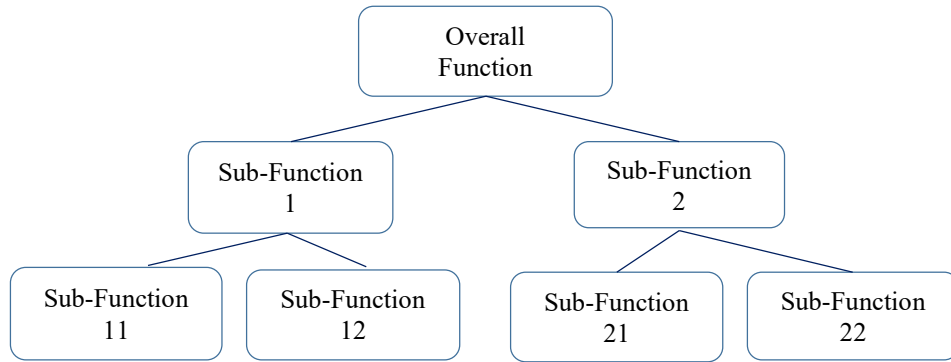 Overall
Function
Sub-Function
1
Sub-Function
2
Sub-Function
11
Sub-Function
12
Sub-Function
21
Sub-Function
22